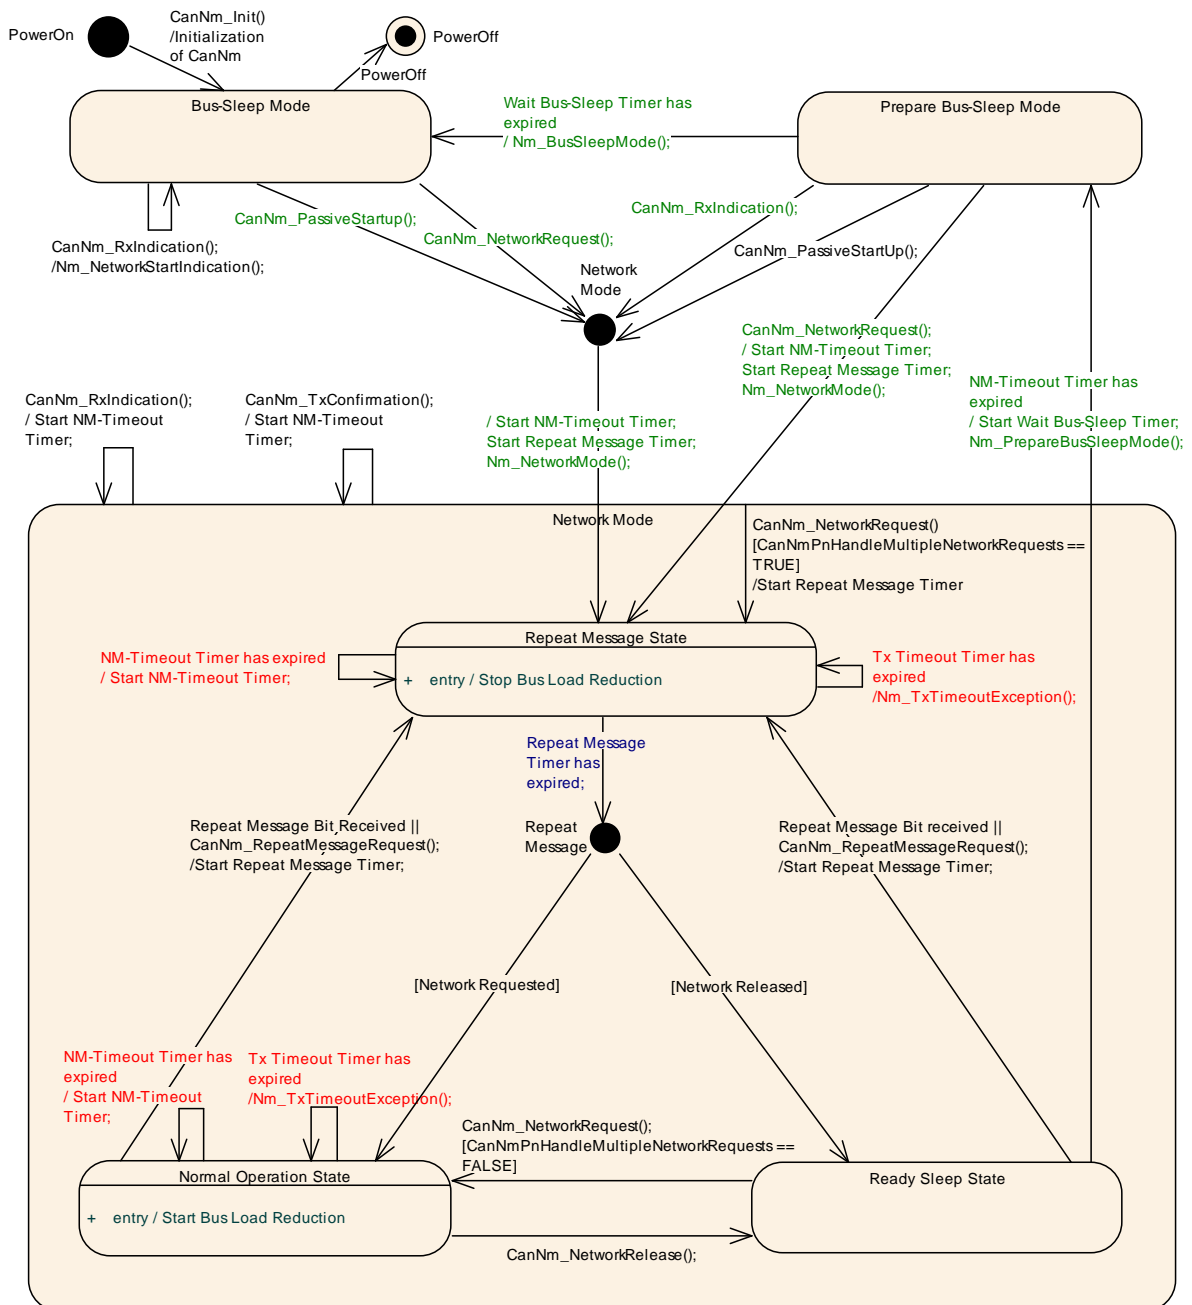 PowerOn
CanNm_Init()
/Initialization
of CanNm
PowerOff
PowerOff
Bus-Sleep Mode
Wait Bus-Sleep Timer has
expired
/ Nm_BusSleepMode();
Prepare Bus-Sleep Mode
CanNm_RxIndication();
/Nm_NetworkStartIndication();
CanNm_PassiveStartup();
CanNm_NetworkRequest();
CanNm_RxIndication();
CanNm_PassiveStartUp();
Network
Mode
CanNm_NetworkRequest();
/ Start NM-Timeout Timer;
Start Repeat Message Timer;
Nm_NetworkMode();
NM-Timeout Timer has
expired
/ Start Wait Bus-Sleep Timer;
Nm_PrepareBusSleepMode();
CanNm_RxIndication();
/ Start NM-Timeout
Timer;
CanNm_TxConfirmation();
/ Start NM-Timeout
Timer;
/ Start NM-Timeout Timer;
Start Repeat Message Timer;
Nm_NetworkMode();
Network Mode
CanNm_NetworkRequest()
[CanNmPnHandleMultipleNetworkRequests ==
TRUE]
/Start Repeat Message Timer
Repeat Message State
+ entry / Stop Bus Load Reduction
NM-Timeout Timer has expired
/ Start NM-Timeout Timer;
Tx Timeout Timer has
expired
/Nm_TxTimeoutException();
Repeat Message
Timer has
expired;
Repeat
Message
Repeat Message Bit Received ||
CanNm_RepeatMessageRequest();
/Start Repeat Message Timer;
Repeat Message Bit received ||
CanNm_RepeatMessageRequest();
/Start Repeat Message Timer;
[Network Requested]
[Network Released]
NM-Timeout Timer has
expired
/ Start NM-Timeout
Timer;
Tx Timeout Timer has
expired
/Nm_TxTimeoutException();
CanNm_NetworkRequest();
[CanNmPnHandleMultipleNetworkRequests ==
FALSE]
Normal Operation State
+ entry / Start Bus Load Reduction
Ready Sleep State
CanNm_NetworkRelease();